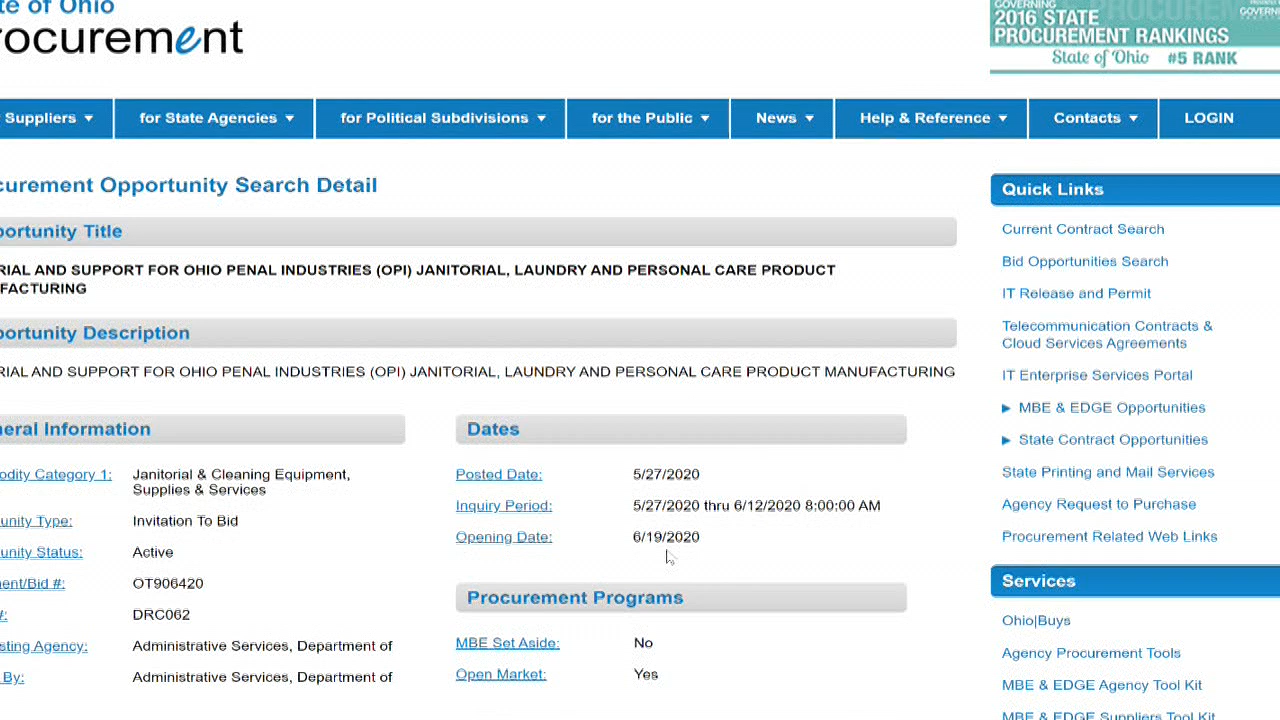 te of Ohio
rocurement
GOVERNING
2016 STATE
PROCUREMENT RANKINGS
State of Ohio #5 RANK
Suppliers ▼
for State Agencies ▼
for Political Subdivisions ▼
for the Public ▼
News ▼
Help & Reference ▼
Contacts ▼
LOGIN
curement Opportunity Search Detail
portunity Title
RIAL AND SUPPORT FOR OHIO PENAL INDUSTRIES (OPI) JANITORIAL, LAUNDRY AND PERSONAL CARE PRODUCT
FACTURING
portunity Description
RIAL AND SUPPORT FOR OHIO PENAL INDUSTRIES (OPI) JANITORIAL, LAUNDRY AND PERSONAL CARE PRODUCT MANUFACTURING
neral Information
odity Category 1: Janitorial & Cleaning Equipment,
Supplies & Services
unity Type: Invitation To Bid
unity Status: Active
ent/Bid #: OT906420
#: DRC062
sting Agency: Administrative Services, Department of
By: Administrative Services, Department of
Dates
Posted Date: 5/27/2020
Inquiry Period: 5/27/2020 thru 6/12/2020 8:00:00 AM
Opening Date: 6/19/2020
Procurement Programs
MBE Set Aside: No
Open Market: Yes
Quick Links
Current Contract Search
Bid Opportunities Search
IT Release and Permit
Telecommunication Contracts &
Cloud Services Agreements
IT Enterprise Services Portal
► MBE & EDGE Opportunities
► State Contract Opportunities
State Printing and Mail Services
Agency Request to Purchase
Procurement Related Web Links
Services
Ohio|Buys
Agency Procurement Tools
MBE & EDGE Agency Tool Kit
MBE & EDGE Suppliers Tool Kit